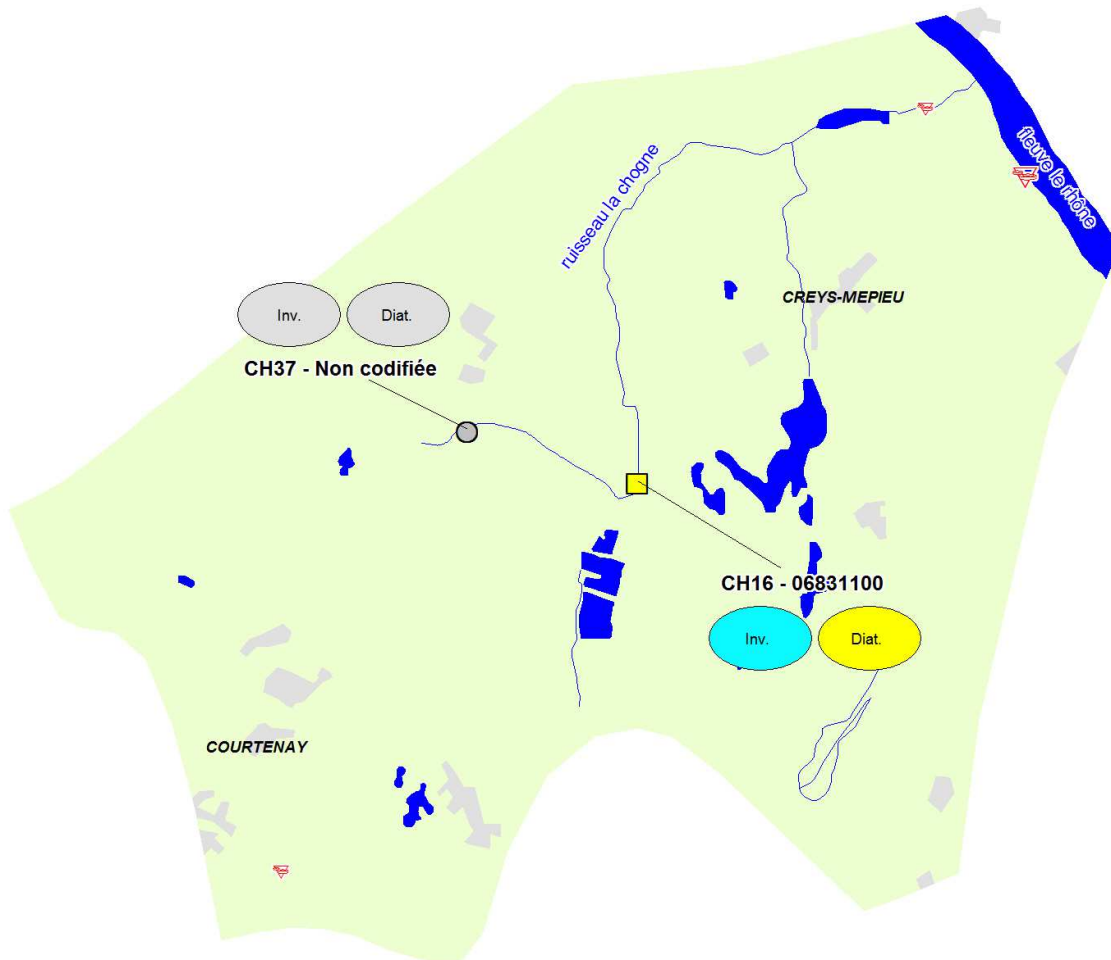 fleuve le rhône
ruisseau la chogne
CREYS-MEPIEU
Inv.
Diat.
CH37 - Non codifiée
CH16 - 06831100
Inv.
Diat.
COURTENAY